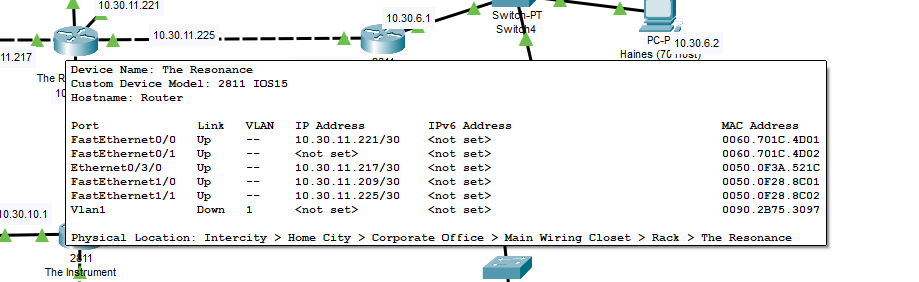 10.30.11.221
10.30.6.1
Switch-PT
Switch4
10.30.11.225
PC-P
10.30.6.2
Haines (70 host)
11.217
The R
10
Device Name: The Resonance
Custom Device Model: 2811 IOS15
Hostname: Router
Port Link VLAN IP Address IPv6 Address MAC Address
FastEthernet0/0 Up -- 10.30.11.221/30 <not set> 0060.701C.4D01
FastEthernet0/1 Up -- <not set> <not set> 0060.701C.4D02
Ethernet0/3/0 Up -- 10.30.11.217/30 <not set> 0050.0F3A.521C
FastEthernet1/0 Up -- 10.30.11.209/30 <not set> 0050.0F28.8C01
FastEthernet1/1 Up -- 10.30.11.225/30 <not set> 0050.0F28.8C02
Vlan1 Down 1 <not set> <not set> 0090.2B75.3097
Physical Location: Intercity > Home City > Corporate Office > Main Wiring Closet > Rack > The Resonance
0.30.10.1
2811
The Instrument